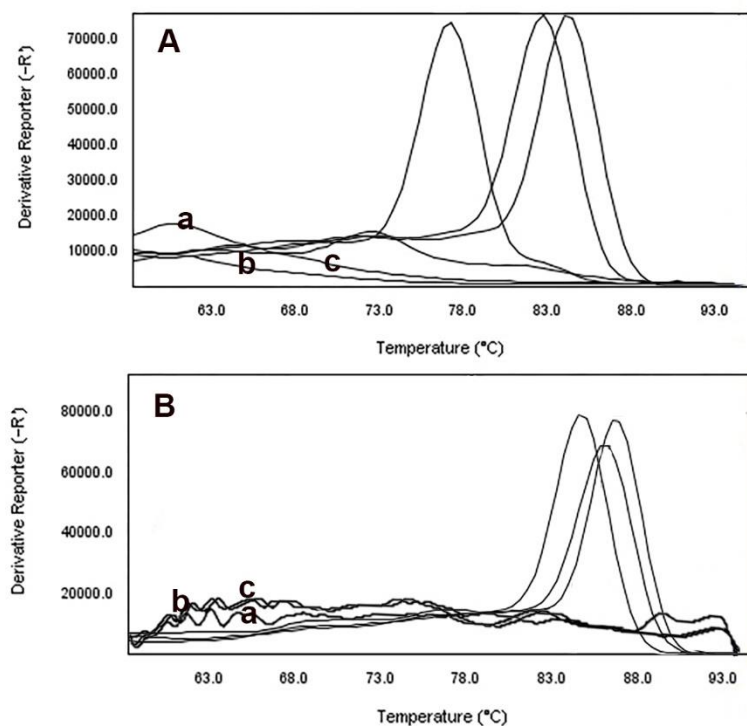 A
Derivative Reporter (-R')
70000.0
60000.0
50000.0
40000.0
30000.0
20000.0
10000.0
a
b
c
63.0 68.0 73.0 78.0 83.0 88.0 93.0
Temperature (°C)
B
Derivative Reporter (-R')
80000.0
60000.0
40000.0
20000.0
b
c
a
63.0 68.0 73.0 78.0 83.0 88.0 93.0
Temperature (°C)